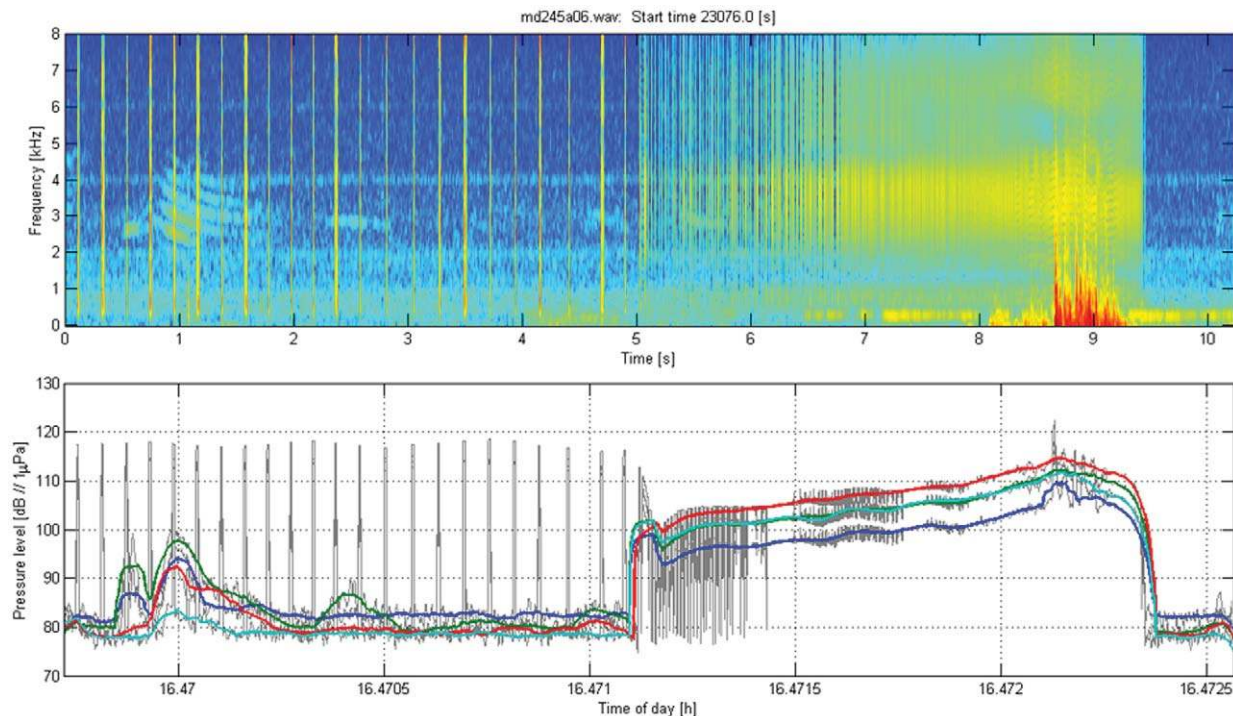 md245a06.wav: Start time 23076.0 [s]
8
7
6
5
4
3
2
1
0
Frequency [kHz]
0 1 2 3 4 5 6 7 8 9 10
Time [s]
130
120
110
100
90
80
70
Pressure level [dB // 1μPa]
16.47 16.4705 16.471 16.4715 16.472 16.4725
Time of day [h]